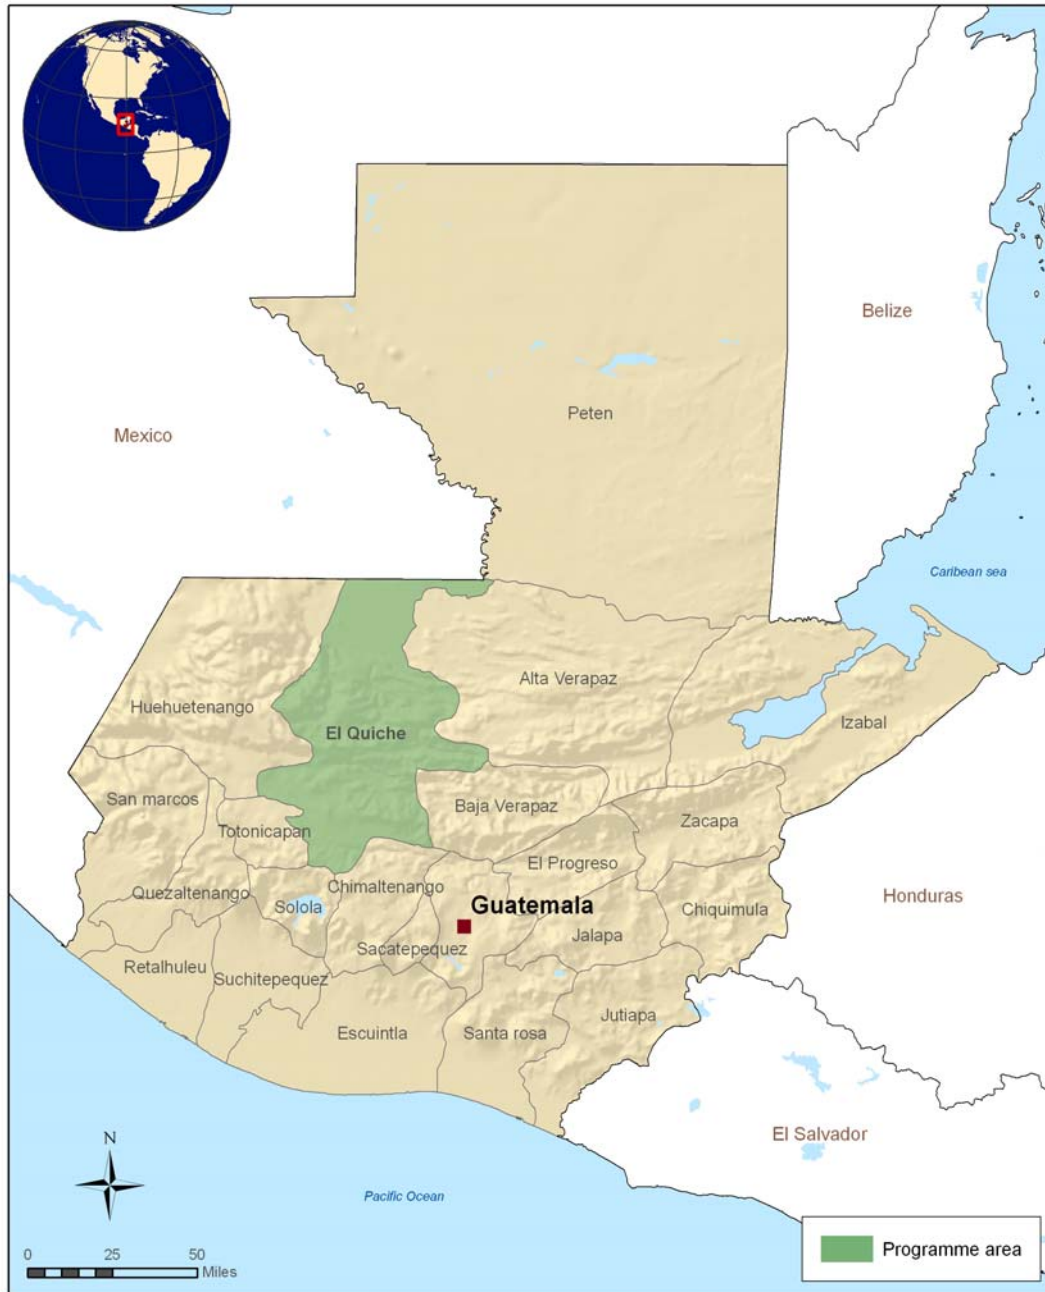 Belize
Peten
Mexico
Caribean sea
Alta Verapaz
Huehuetenango
Izabal
El Quiche
San marcos
Baja Verapaz
Zacapa
Totonicapan
El Progreso
Quezaltenango
Chimaltenango
Solola
Guatemala
Chiquimula
Honduras
Jalapa
Sacatepequez
Retalhuleu
Suchitepequez
Jutiapa
Escuintla
Santa rosa
El Salvador
N
Pacific Ocean
Programme area
0 25 50
Miles